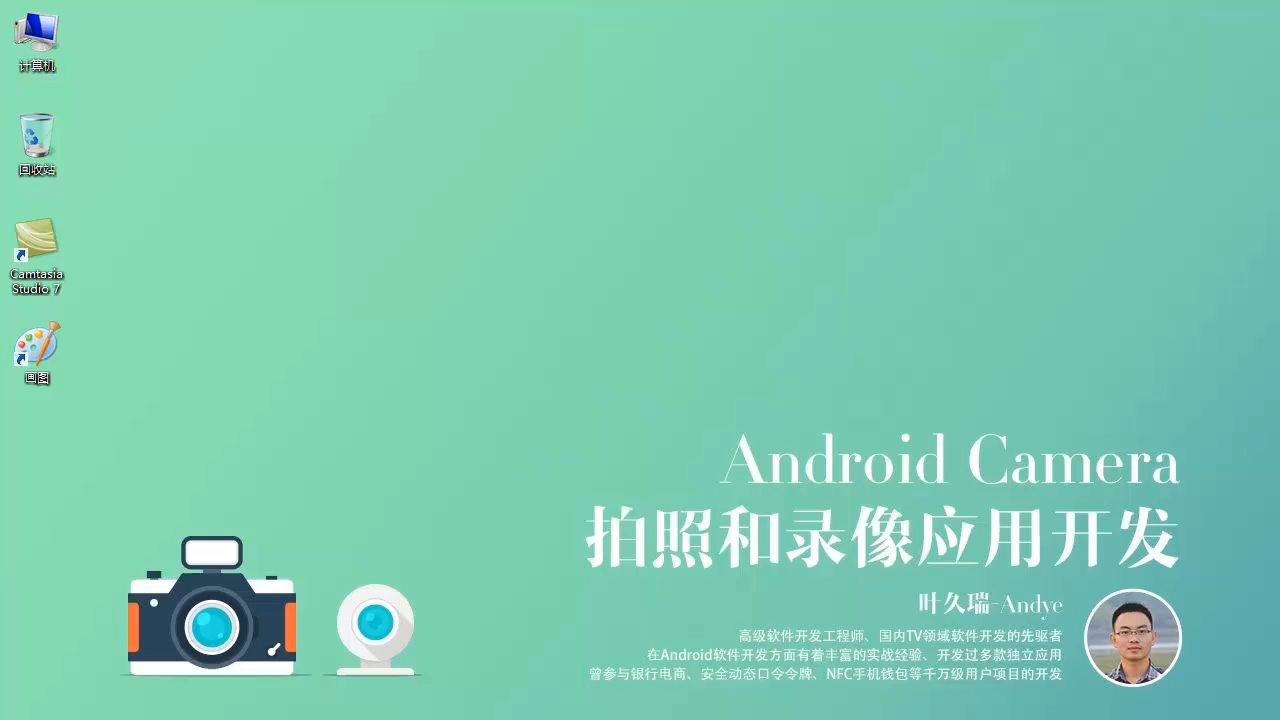 计算机
回收站
Camtasia
Studio 7
画图
Android Camera
拍照和录像应用开发
叶久瑞-Andye
高级软件开发工程师、国内TV领域软件开发的先驱者
在Android软件开发方面有着丰富的实战经验、开发过多款独立应用
曾参与银行电商、安全动态口令令牌、NFC手机钱包等千万级用户项目的开发